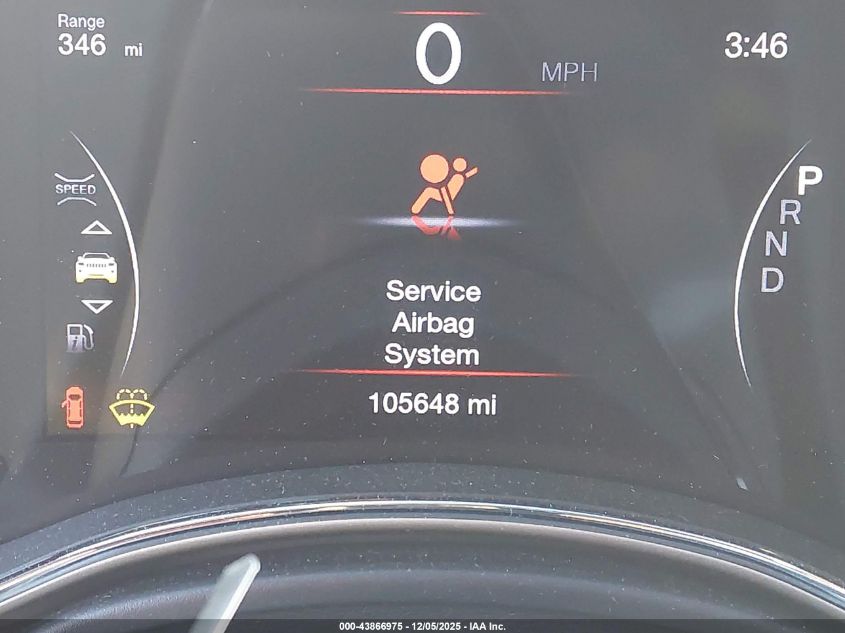 Range
346 mi
0
MPH
3:46
SPEED
P
R
N
D
Service
Airbag
System
105648 mi
000-43866975 - 12/05/2025 - IAA Inc.